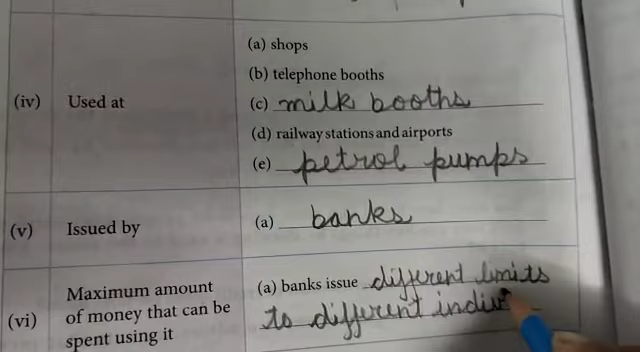 (a) shops
(b) telephone booths
(iv) Used at (c) milk booths
(d) railway stations and airports
(e) petrol pumps
(v) Issued by (a) banks
Maximum amount (a) banks issue different limits
(vi) of money that can be to different indiv
spent using it